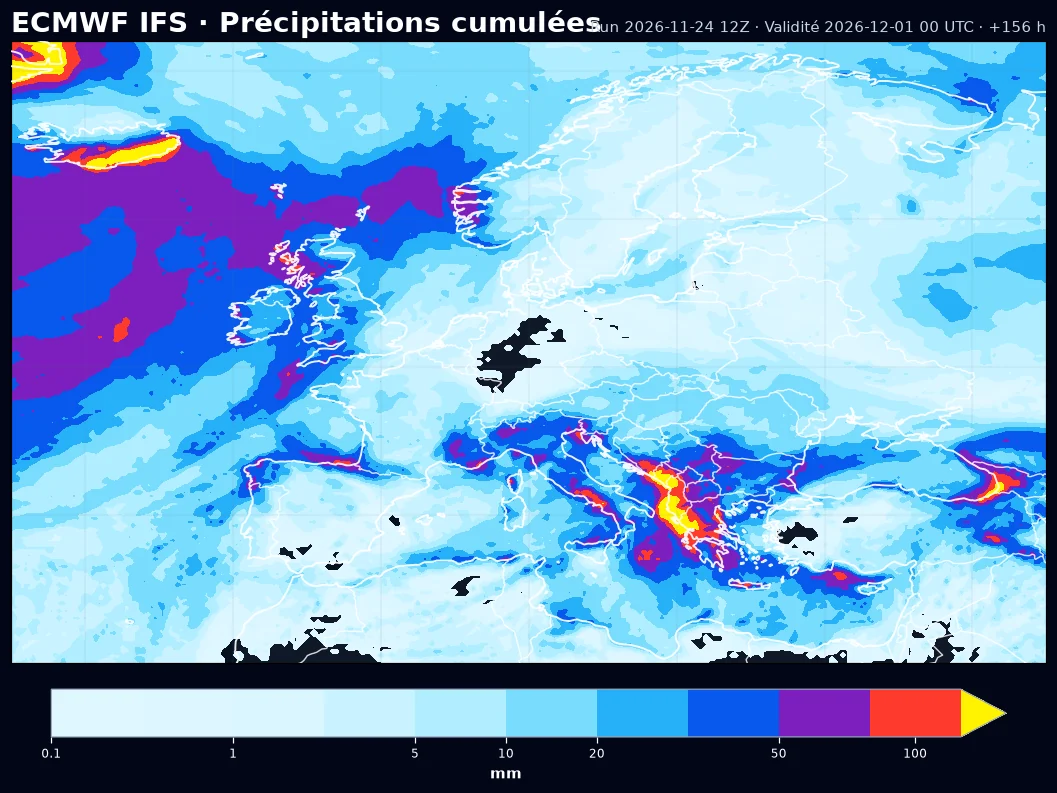 ECMWF IFS · Précipitations cumulées
Run 2026-11-24 12Z · Validité 2026-12-01 00 UTC · +156 h
0.1 1 5 10 20 50 100
mm